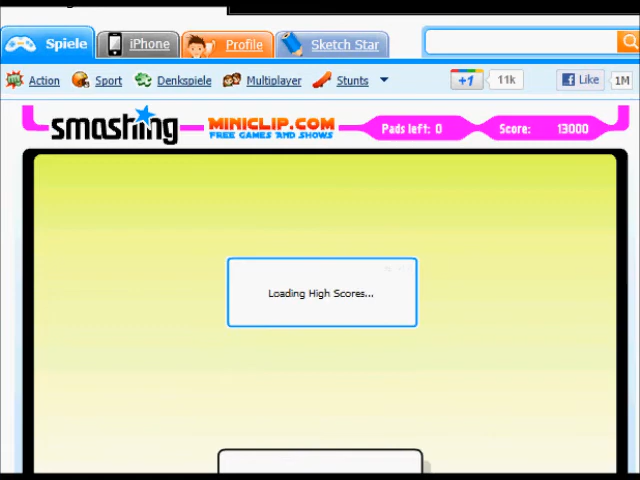 Spiele iPhone Profile Sketch Star
Action Sport Denkspiele Multiplayer Stunts +1 11k Like 1M
smashing MINICLIP.COM Pads left: 0 Score: 13000
FREE GAMES AND SHOWS
Loading High Scores...